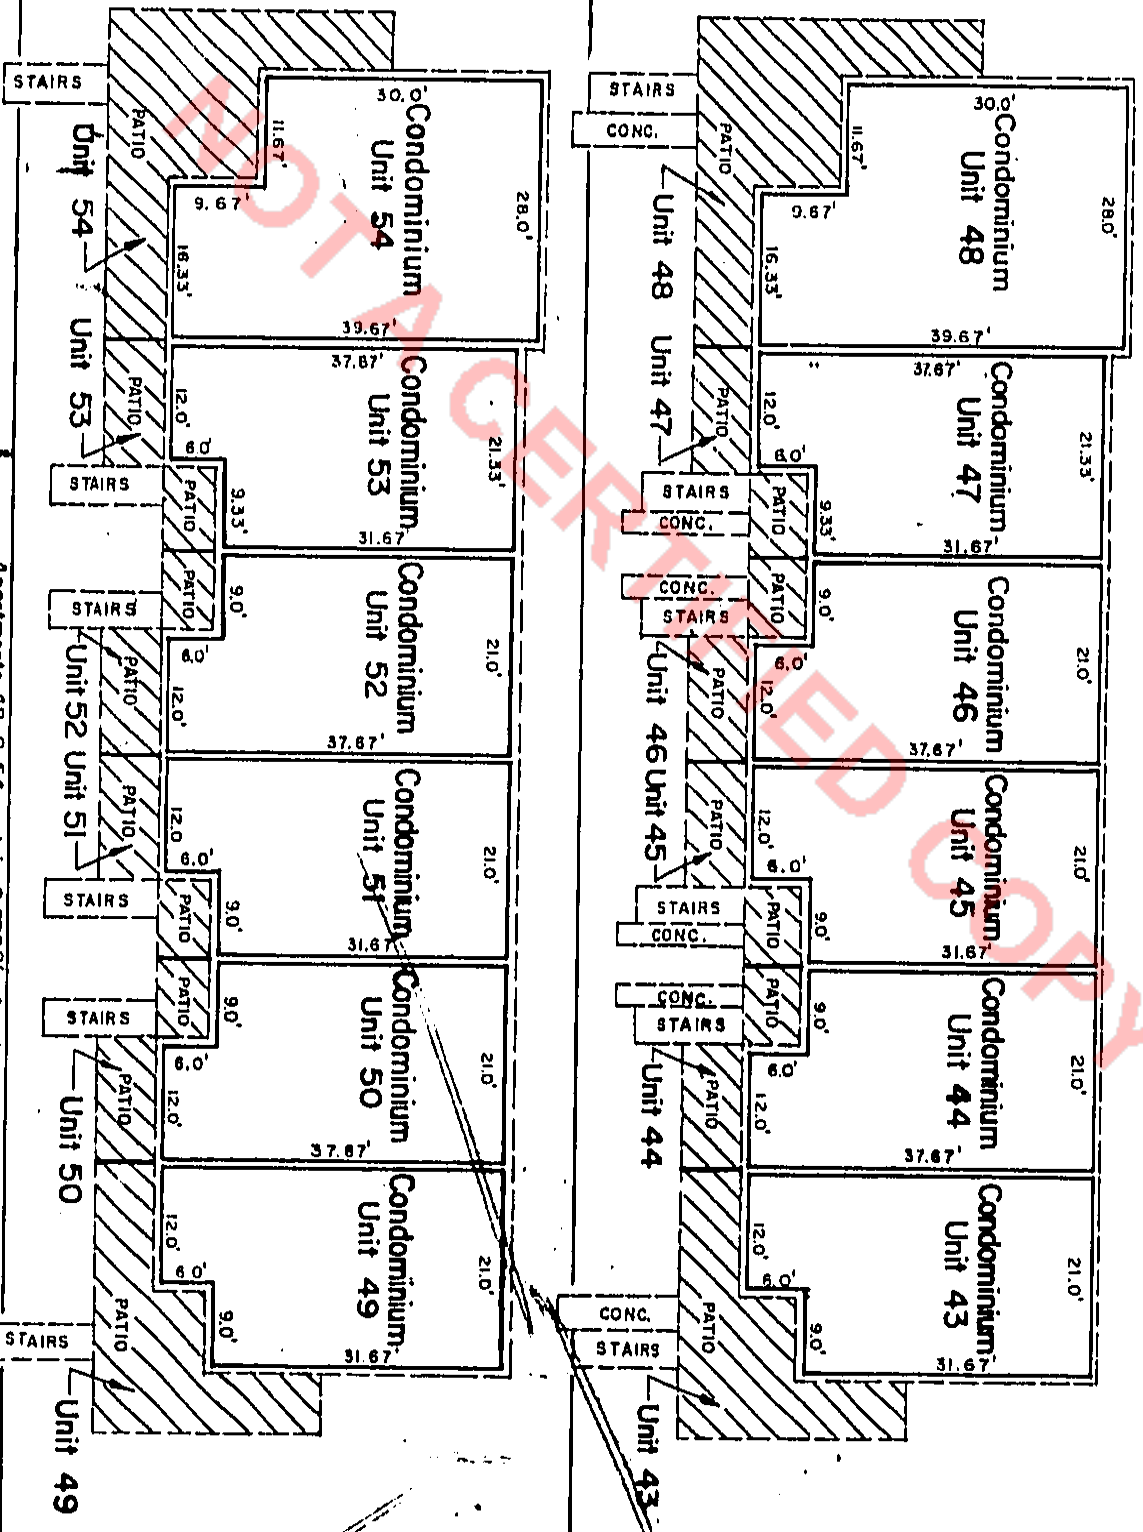 STAIRS
PATIO
Unit 54
30.0'
11.67'
9.67'
16.33'
28.0'
39.67'
Condominium
Unit 54
Unit 53
PATIO
STAIRS
PATIO
37.67'
12.0'
6.0'
9.33'
21.33'
31.67'
Condominium
Unit 53
PATIO
STAIRS
PATIO
Unit 52
9.0'
6.0'
12.0'
21.0'
37.67'
Condominium
Unit 52
Unit 51
PATIO
STAIRS
PATIO
12.0
6.0'
9.0'
21.0'
31.67'
Condominium
Unit 51
PATIO
STAIRS
PATIO
Unit 50
9.0'
6.0'
12.0'
21.0'
37.67'
Condominium
Unit 50
12.0'
6.0'
9.0'
21.0'
31.67'
Condominium
Unit 49
PATIO
STAIRS
Unit 49
STAIRS
CONC.
PATIO
Unit 48
30.0'
11.67'
9.67'
16.33'
28.0'
39.67'
Condominium
Unit 48
Unit 47
PATIO
STAIRS
CONC.
PATIO
37.67'
12.0'
6.0'
9.33'
21.33'
31.67'
Condominium
Unit 47
CONC.
STAIRS
PATIO
PATIO
Unit 46
9.0'
6.0'
12.0'
21.0'
37.67'
Condominium
Unit 46
Unit 45
PATIO
STAIRS
CONC.
PATIO
12.0'
6.0'
9.0'
21.0'
31.67'
Condominium
Unit 45
CONC.
STAIRS
PATIO
PATIO
Unit 44
9.0'
6.0'
12.0'
21.0'
37.67'
Condominium
Unit 44
12.0'
6.0'
9.0'
21.0'
31.67'
Condominium
Unit 43
PATIO
CONC.
STAIRS
Unit 43
NOT A CERTIFIED COPY